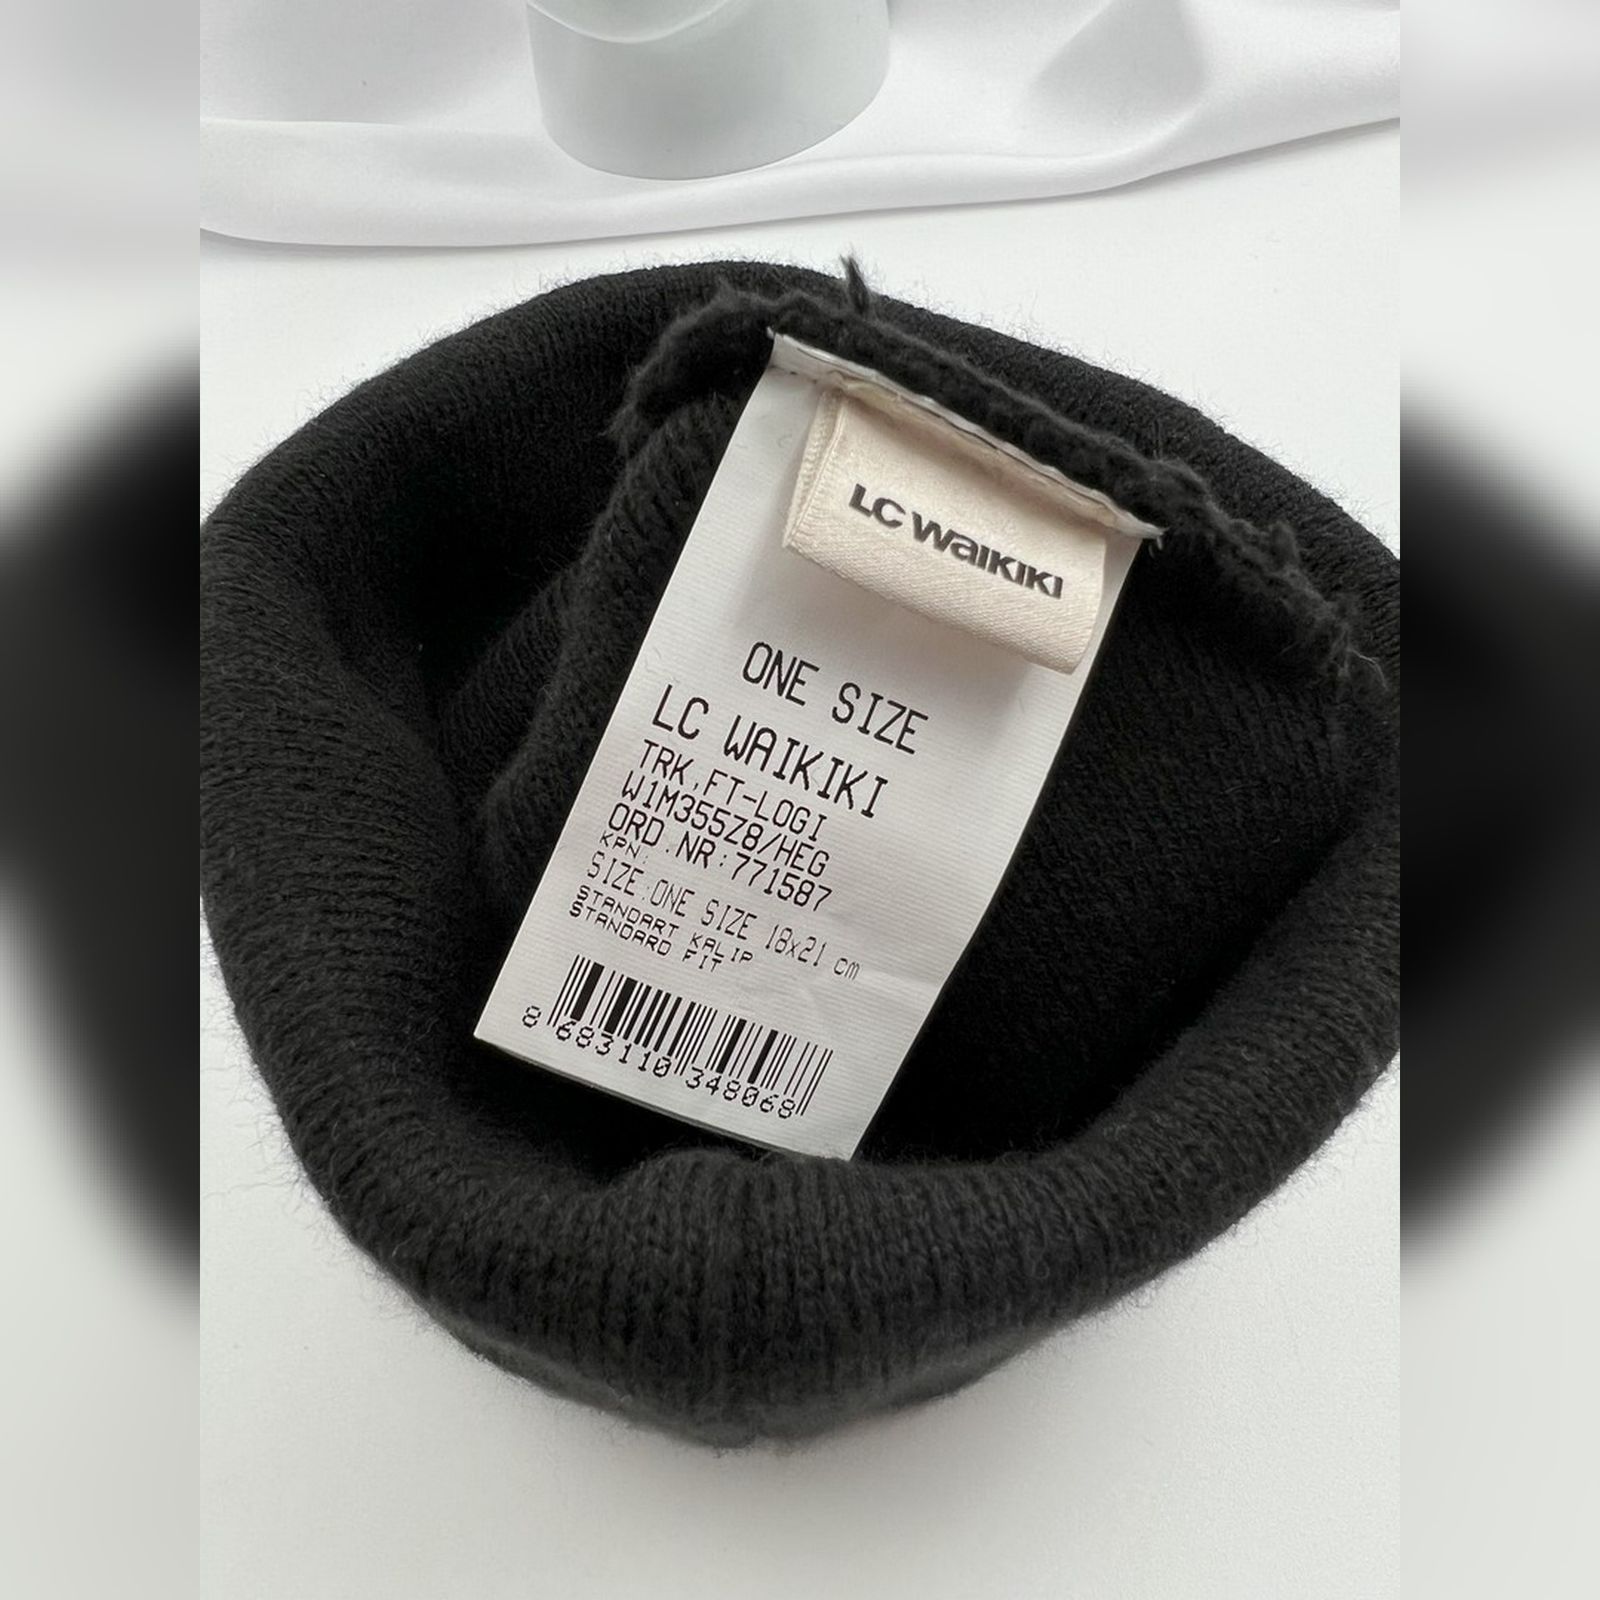 LC WAIKIKI
ONE SIZE
LC WAIKIKI
TRK,FT-LOGI
W1M355Z8/HEG
ORD.NR:771587
KPN:
SIZE:ONE SIZE 18x21 cm
STANDART KALIP
STANDARD FIT
8 683110 348068